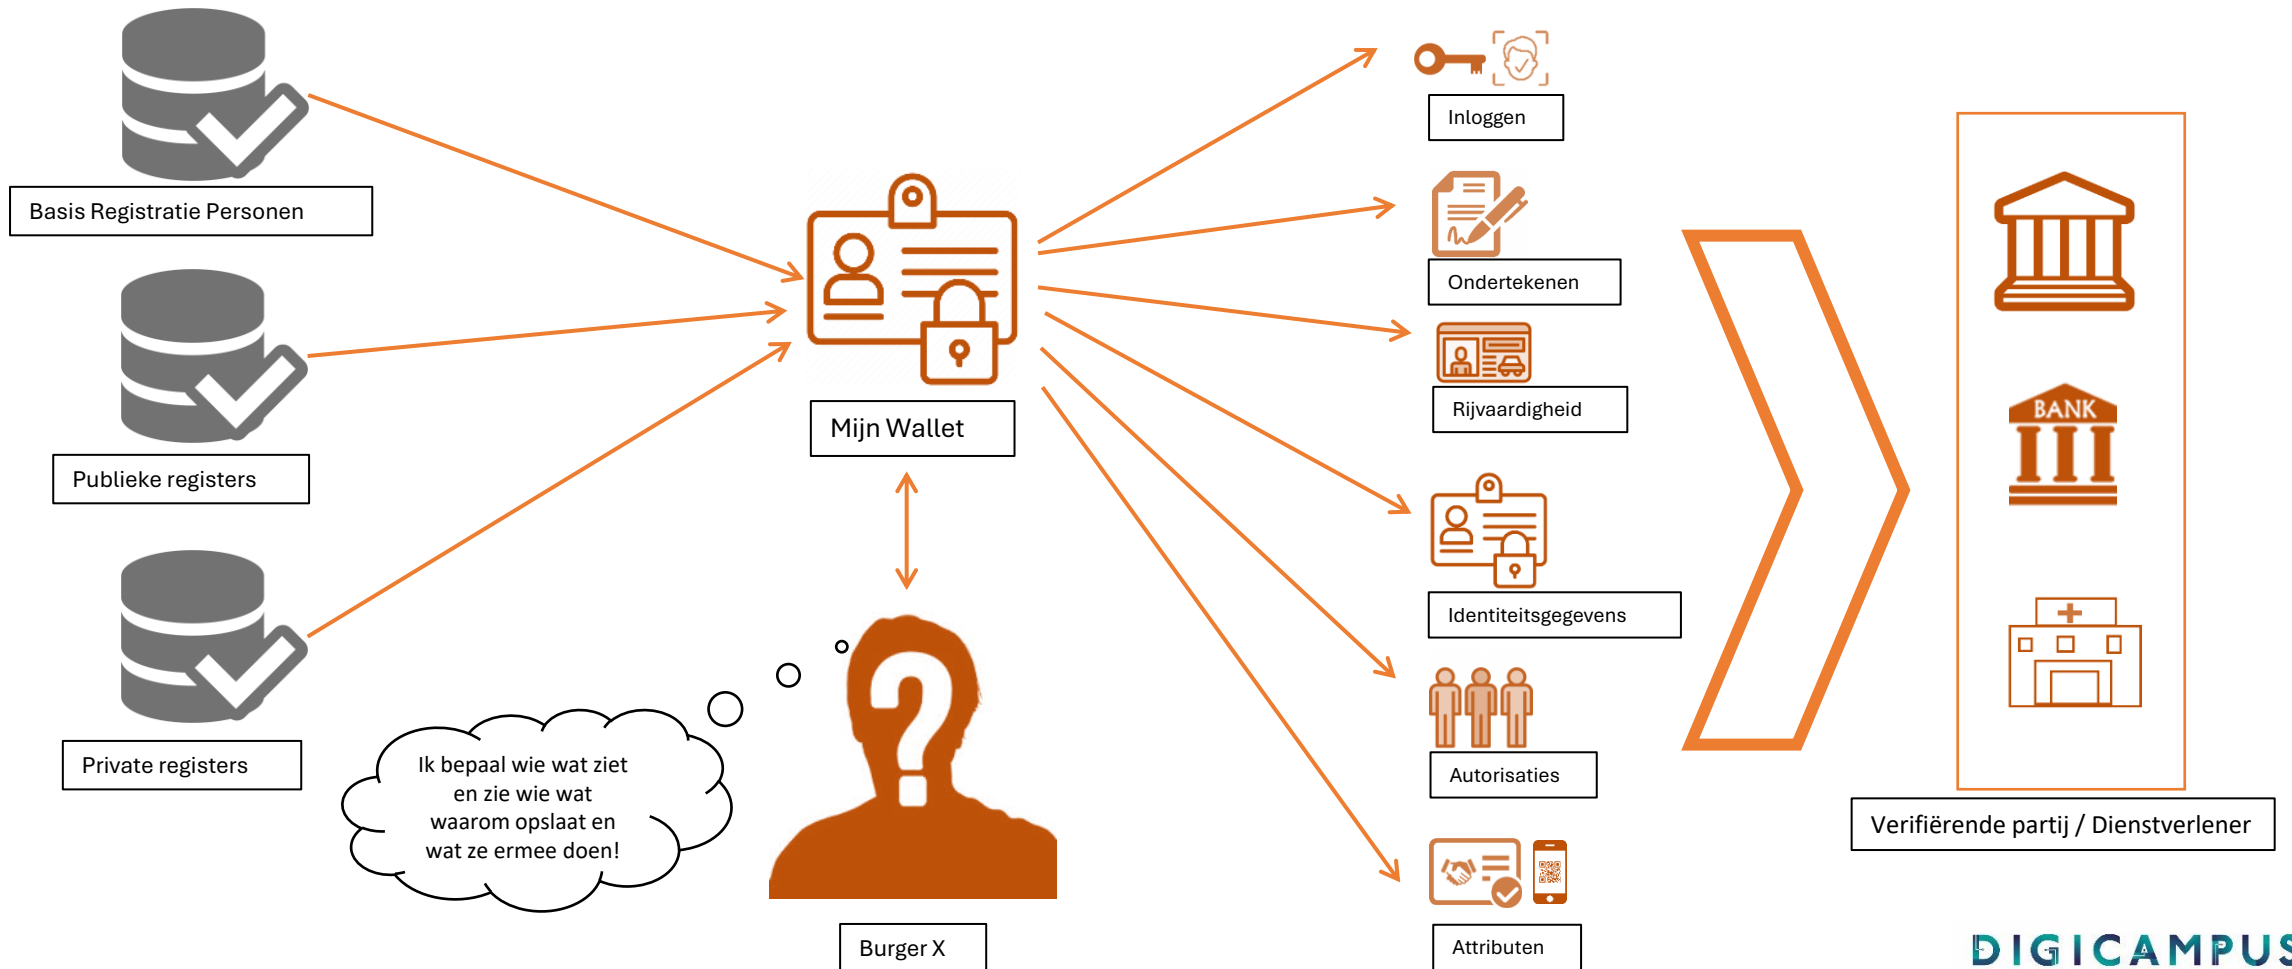 Basis Registratie Personen
Publieke registers
Private registers
Mijn Wallet
Ik bepaal wie wat ziet
en zie wie wat
waarom opslaat en
wat ze ermee doen!
Burger X
Inloggen
Ondertekenen
Rijvaardigheid
Identiteitsgegevens
Autorisaties
Attributen
BANK
Verifiërende partij / Dienstverlener
DIGICAMPUS